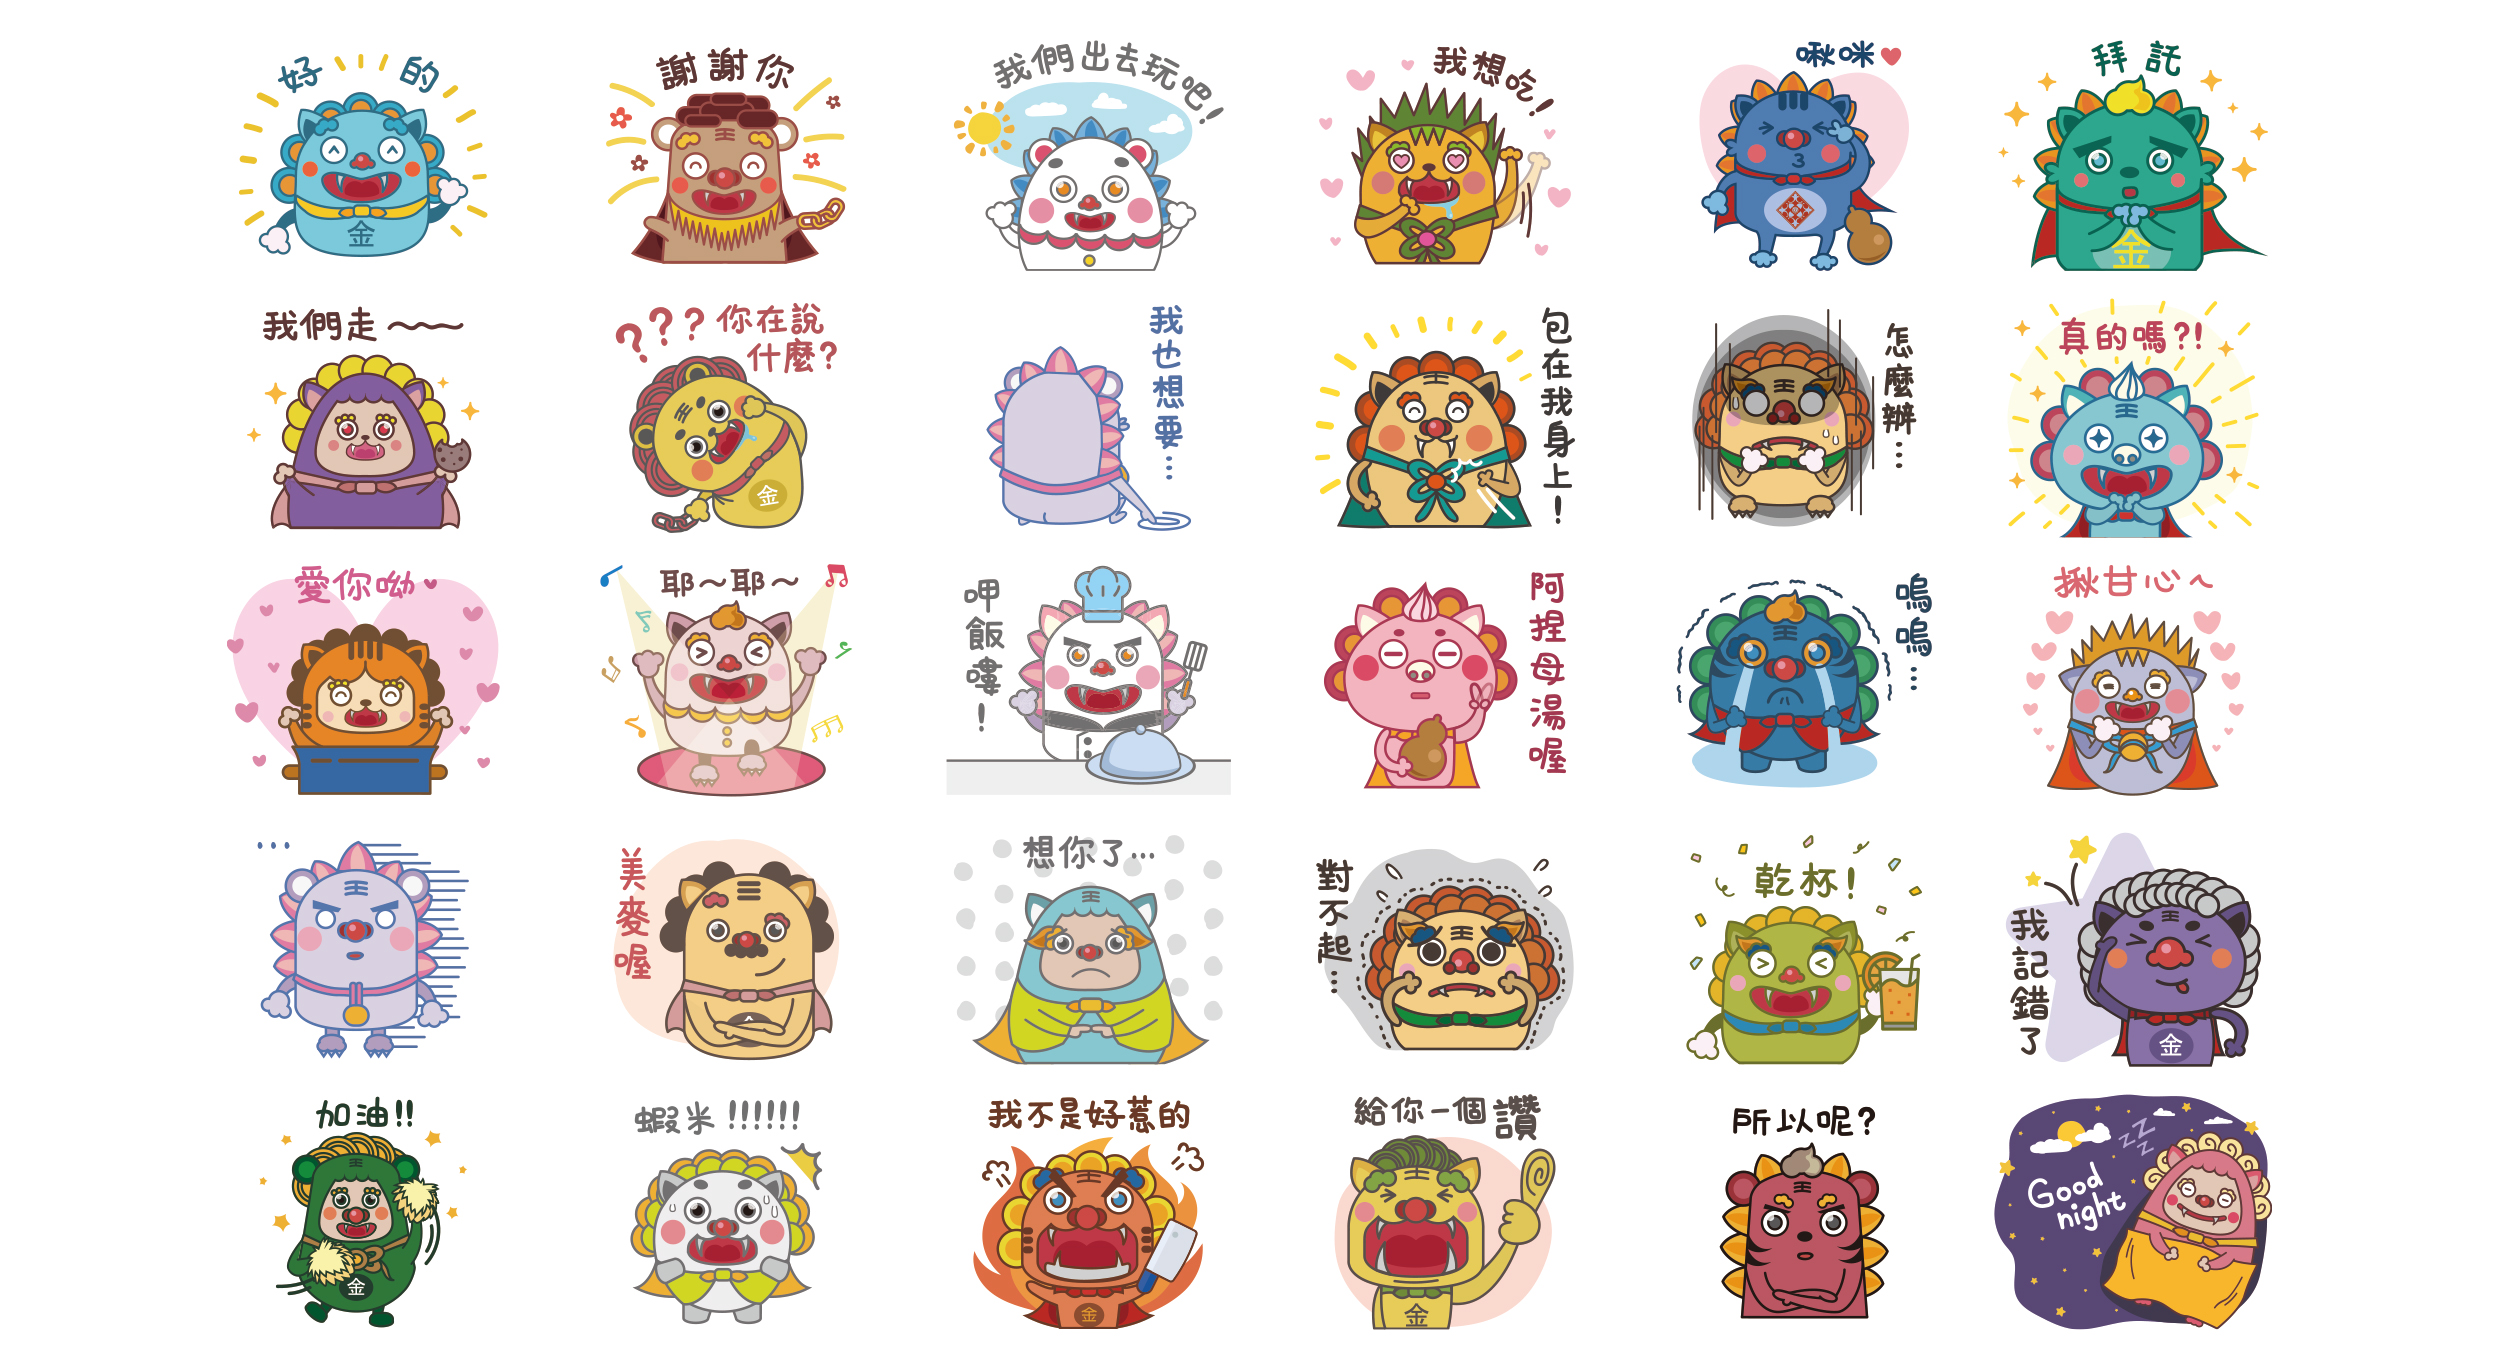 好的
金
謝謝你
我們出去玩吧!
我想吃!
啾咪
拜託
金
我們走
???你在說
什麼?
金
我也想要...
包在我身上!
怎麼辦...
真的嗎?!
愛你呦
耶~耶~
呷飯嘍!
阿捏母湯喔
嗚嗚...
揪甘心ㄟ
...
美麥喔
想你了...
對不起...
乾杯!
我記錯了
金
加油!!
金
蝦米!!!!!!
我不是好惹的
金
給你一個讚
金
所以呢?
ZZZ
Good
night